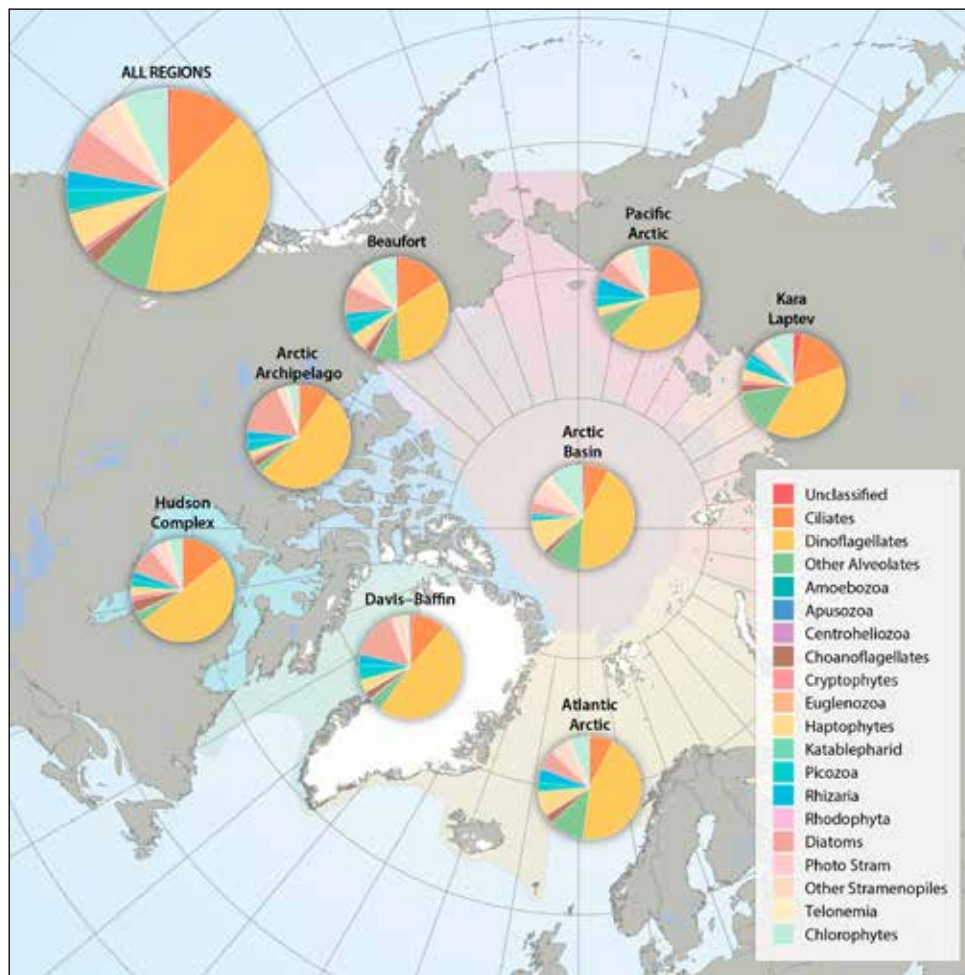 ALL REGIONS
Beaufort
Pacific
Arctic
Kara
Laptev
Arctic
Archipelago
Arctic
Basin
Hudson
Complex
Davis–Baffin
Atlantic
Arctic
Unclassified
Ciliates
Dinoflagellates
Other Alveolates
Amoebozoa
Apusozoa
Centroheliozoa
Choanoflagellates
Cryptophytes
Euglenozoa
Haptophytes
Katablepharid
Picozoa
Rhizaria
Rhodophyta
Diatoms
Photo Stram
Other Stramenopiles
Telonemia
Chlorophytes